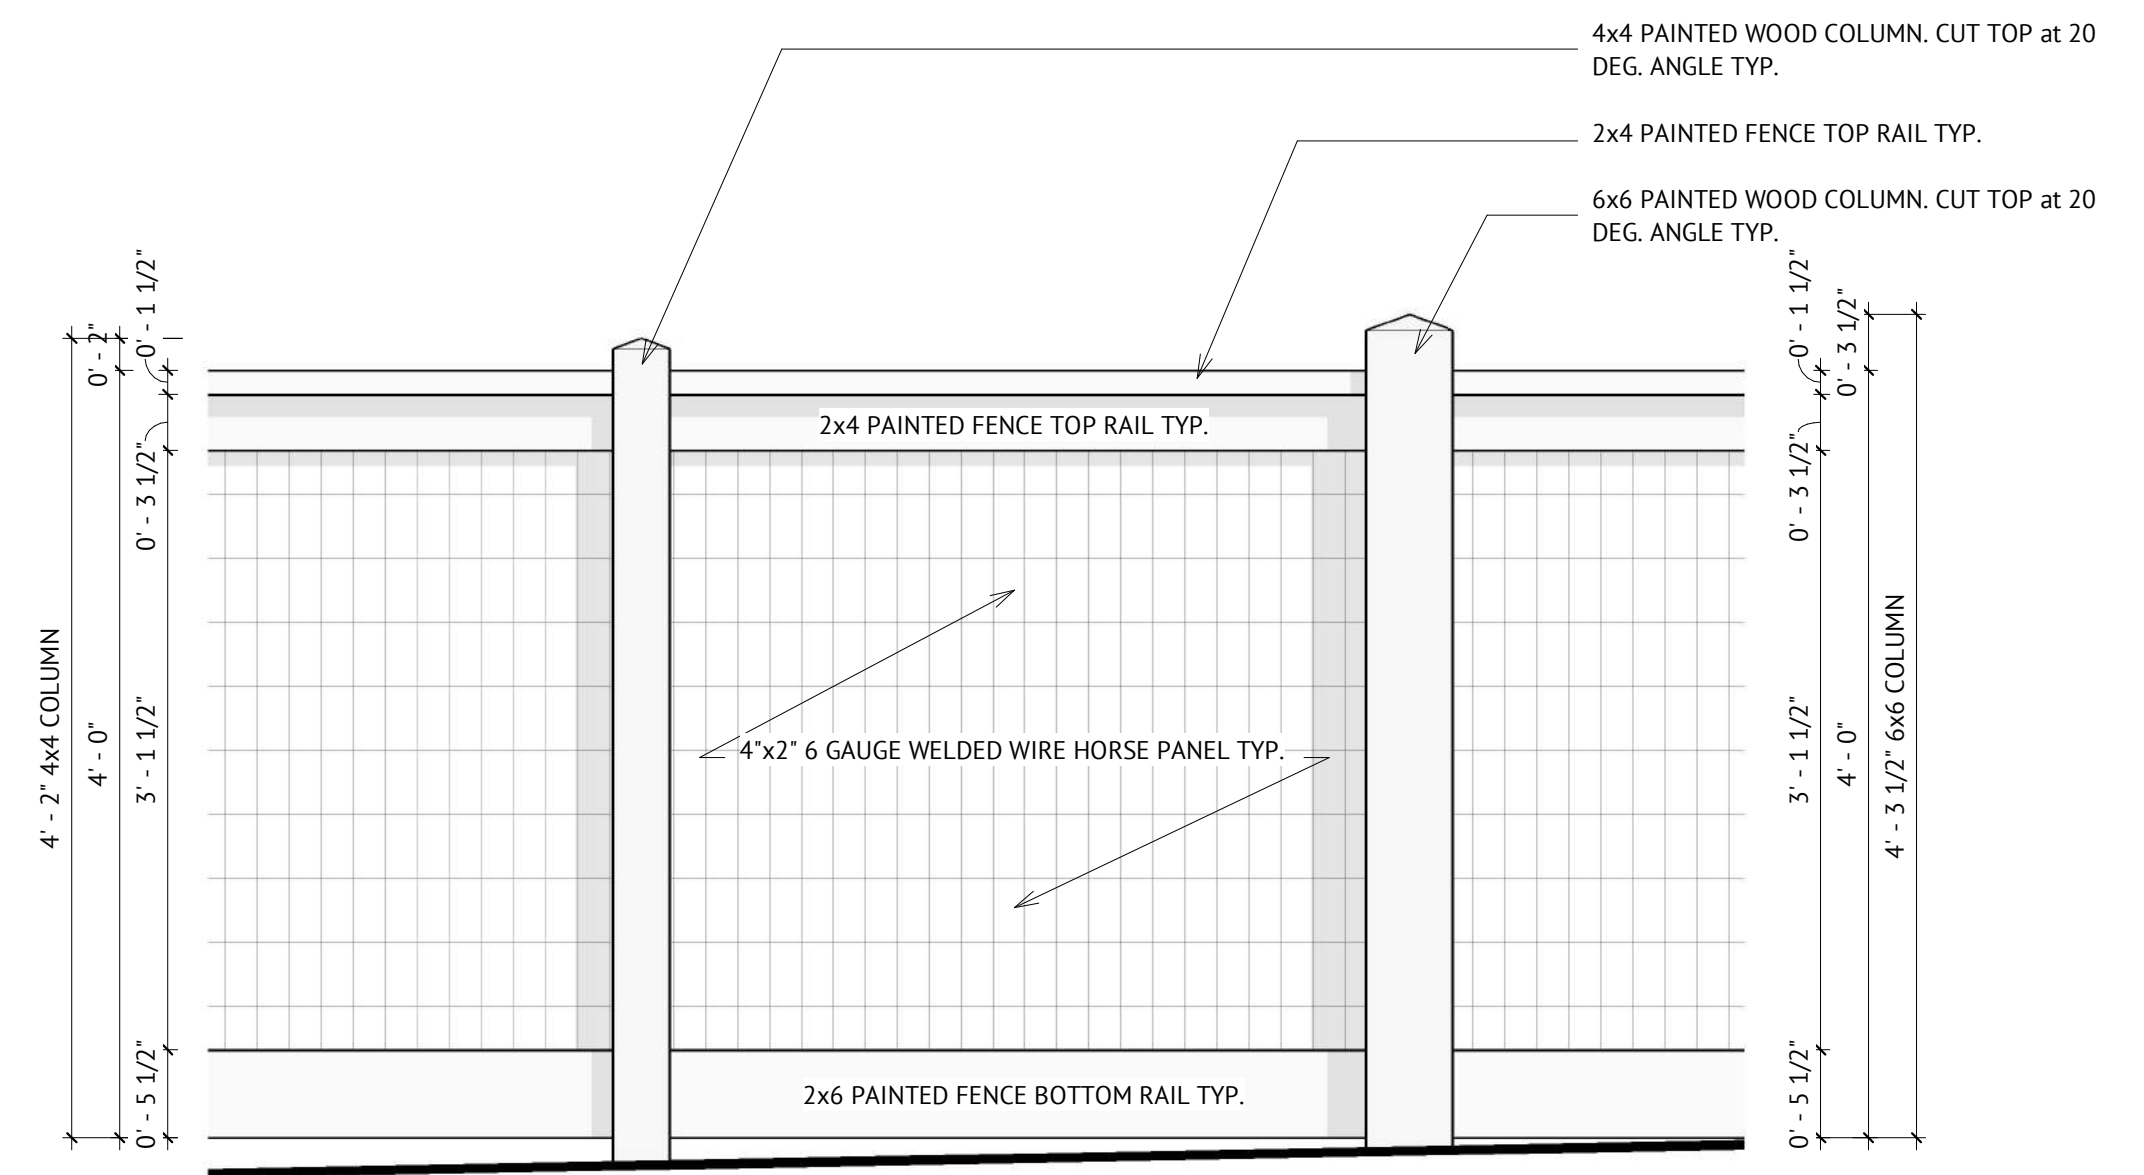 4x4 PAINTED WOOD COLUMN. CUT TOP at 20
DEG. ANGLE TYP.
2x4 PAINTED FENCE TOP RAIL TYP.
6x6 PAINTED WOOD COLUMN. CUT TOP at 20
DEG. ANGLE TYP.
4' - 2" 4x4 COLUMN
0' - 2"
4' - 0"
0' - 1 1/2"
0' - 3 1/2"
3' - 1 1/2"
0' - 5 1/2"
2x4 PAINTED FENCE TOP RAIL TYP.
4"x2" 6 GAUGE WELDED WIRE HORSE PANEL TYP.
2x6 PAINTED FENCE BOTTOM RAIL TYP.
0' - 1 1/2"
0' - 3 1/2"
3' - 1 1/2"
0' - 5 1/2"
0' - 3 1/2"
4' - 0"
4' - 3 1/2" 6x6 COLUMN